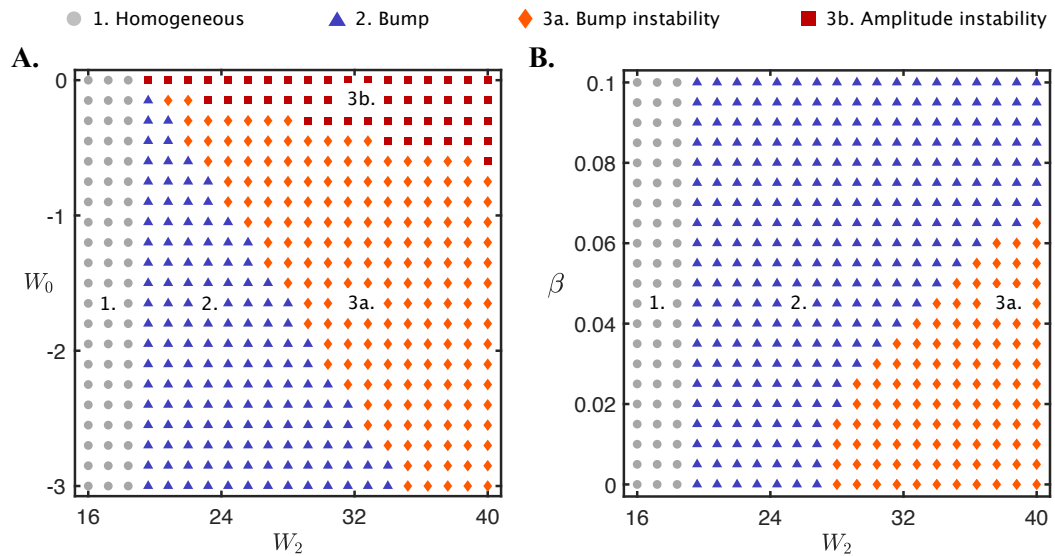 1. Homogeneous 2. Bump 3a. Bump instability 3b. Amplitude instability
A.
0
-1
-2
-3
W₀
1.
2.
3a.
3b.
16 24 32 40
W₂
B.
0.1
0.08
0.06
0.04
0.02
0
β
1.
2.
3a.
16 24 32 40
W₂